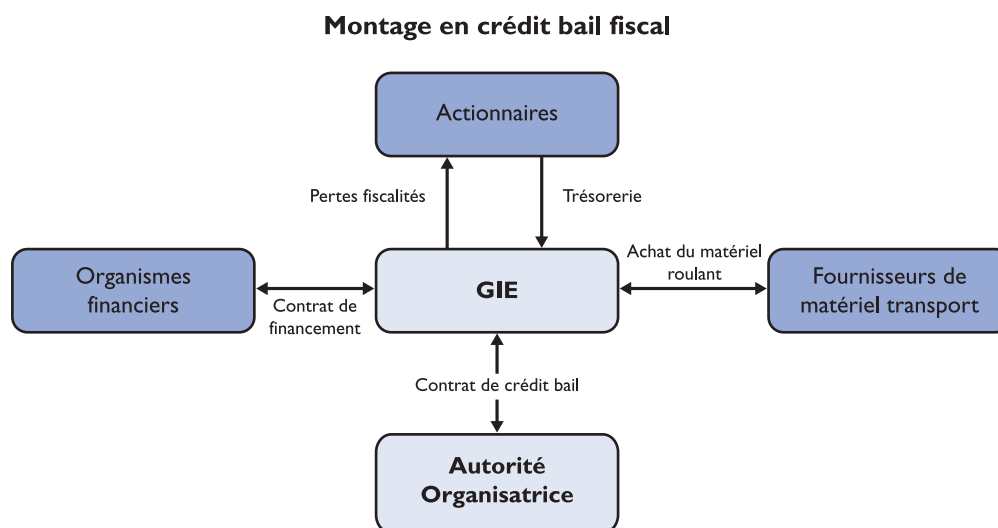 Montage en crédit bail fiscal
Actionnaires
Pertes fiscalités
Trésorerie
Organismes
financiers
Contrat de
financement
GIE
Achat du matériel
roulant
Fournisseurs de
matériel transport
Contrat de crédit bail
Autorité
Organisatrice